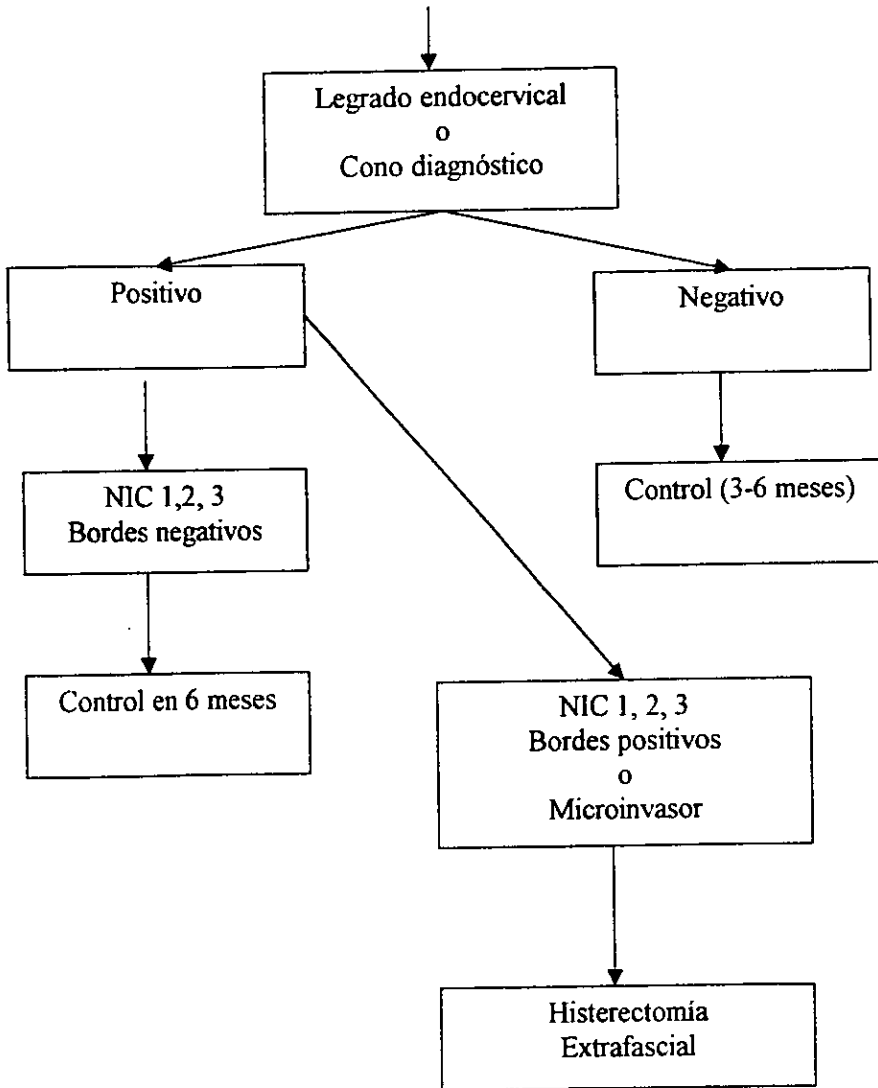 Legrado endocervical
o
Cono diagnóstico
Positivo
Negativo
NIC 1,2, 3
Bordes negativos
Control (3-6 meses)
Control en 6 meses
NIC 1, 2, 3
Bordes positivos
o
Microinvasor
Histerectomía
Extrafascial